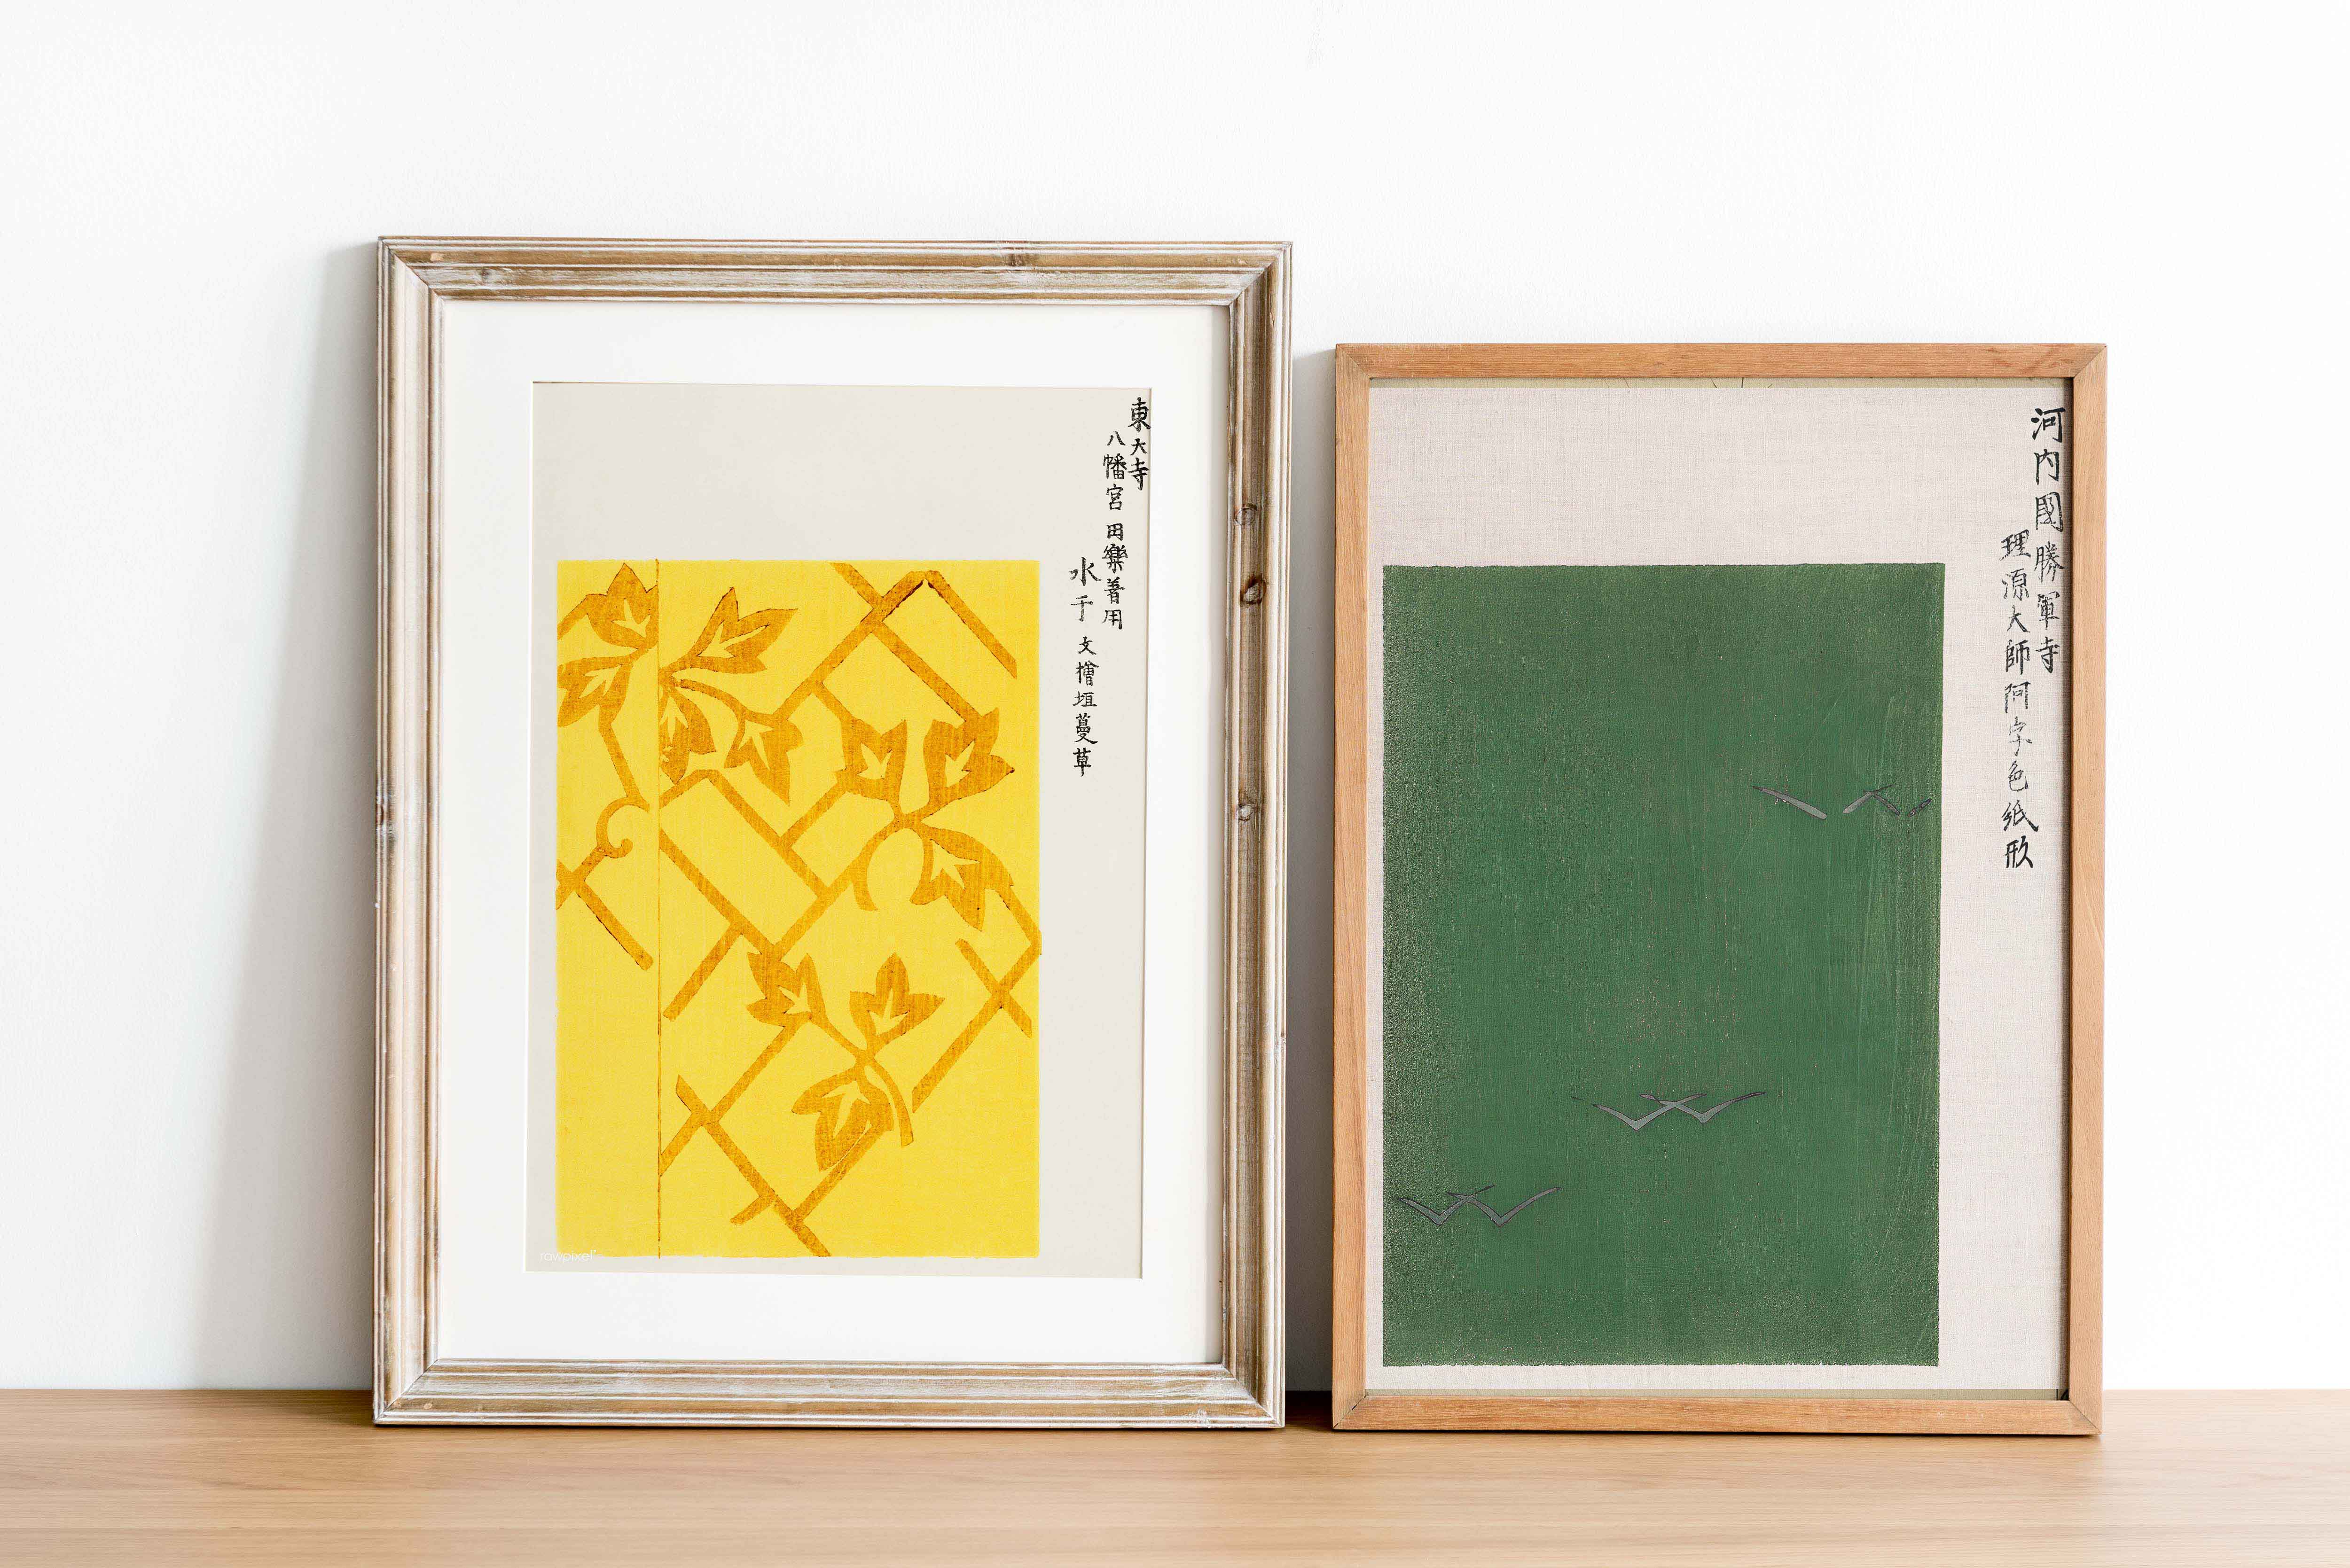 東大寺
八幡宮 田樂着用
水干 文檜垣蔓草
河内國勝軍寺
理源大師阿字色紙形
rawpixel